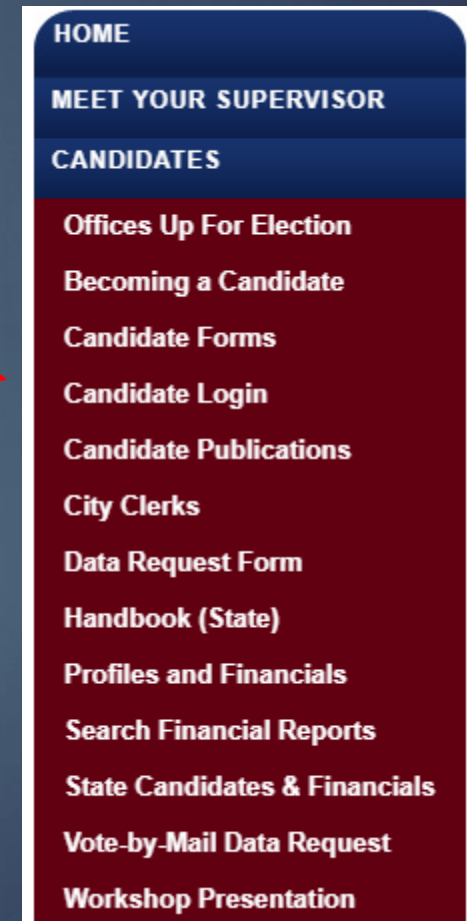 HOME
MEET YOUR SUPERVISOR
CANDIDATES
Offices Up For Election
Becoming a Candidate
Candidate Forms
Candidate Login
Candidate Publications
City Clerks
Data Request Form
Handbook (State)
Profiles and Financials
Search Financial Reports
State Candidates & Financials
Vote-by-Mail Data Request
Workshop Presentation